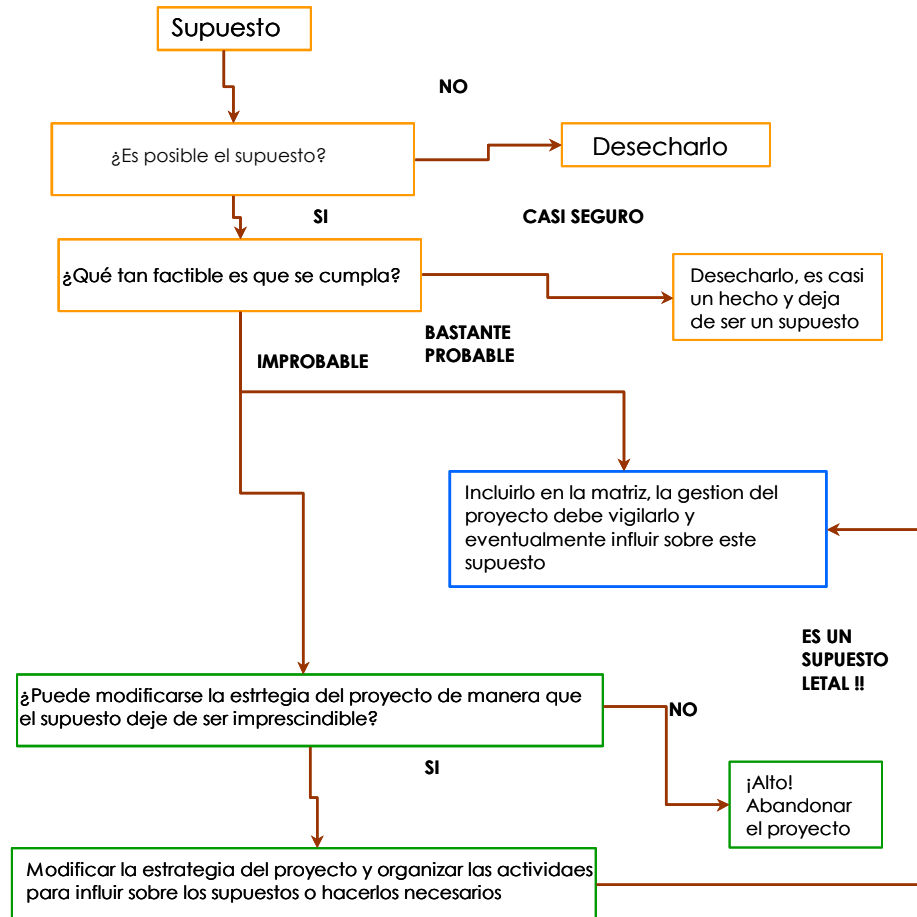 Supuesto
NO
¿Es posible el supuesto?
Desecharlo
SI
CASI SEGURO
¿Qué tan factible es que se cumpla?
Desecharlo, es casi
un hecho y deja
de ser un supuesto
BASTANTE
PROBABLE
IMPROBABLE
Incluirlo en la matriz, la gestion del
proyecto debe vigilarlo y
eventualmente influir sobre este
supuesto
ES UN
SUPUESTO
LETAL !!
¿Puede modificarse la estrtegia del proyecto de manera que
el supuesto deje de ser imprescindible?
NO
SI
¡Alto!
Abandonar
el proyecto
Modificar la estrategia del proyecto y organizar las actividaes
para influir sobre los supuestos o hacerlos necesarios